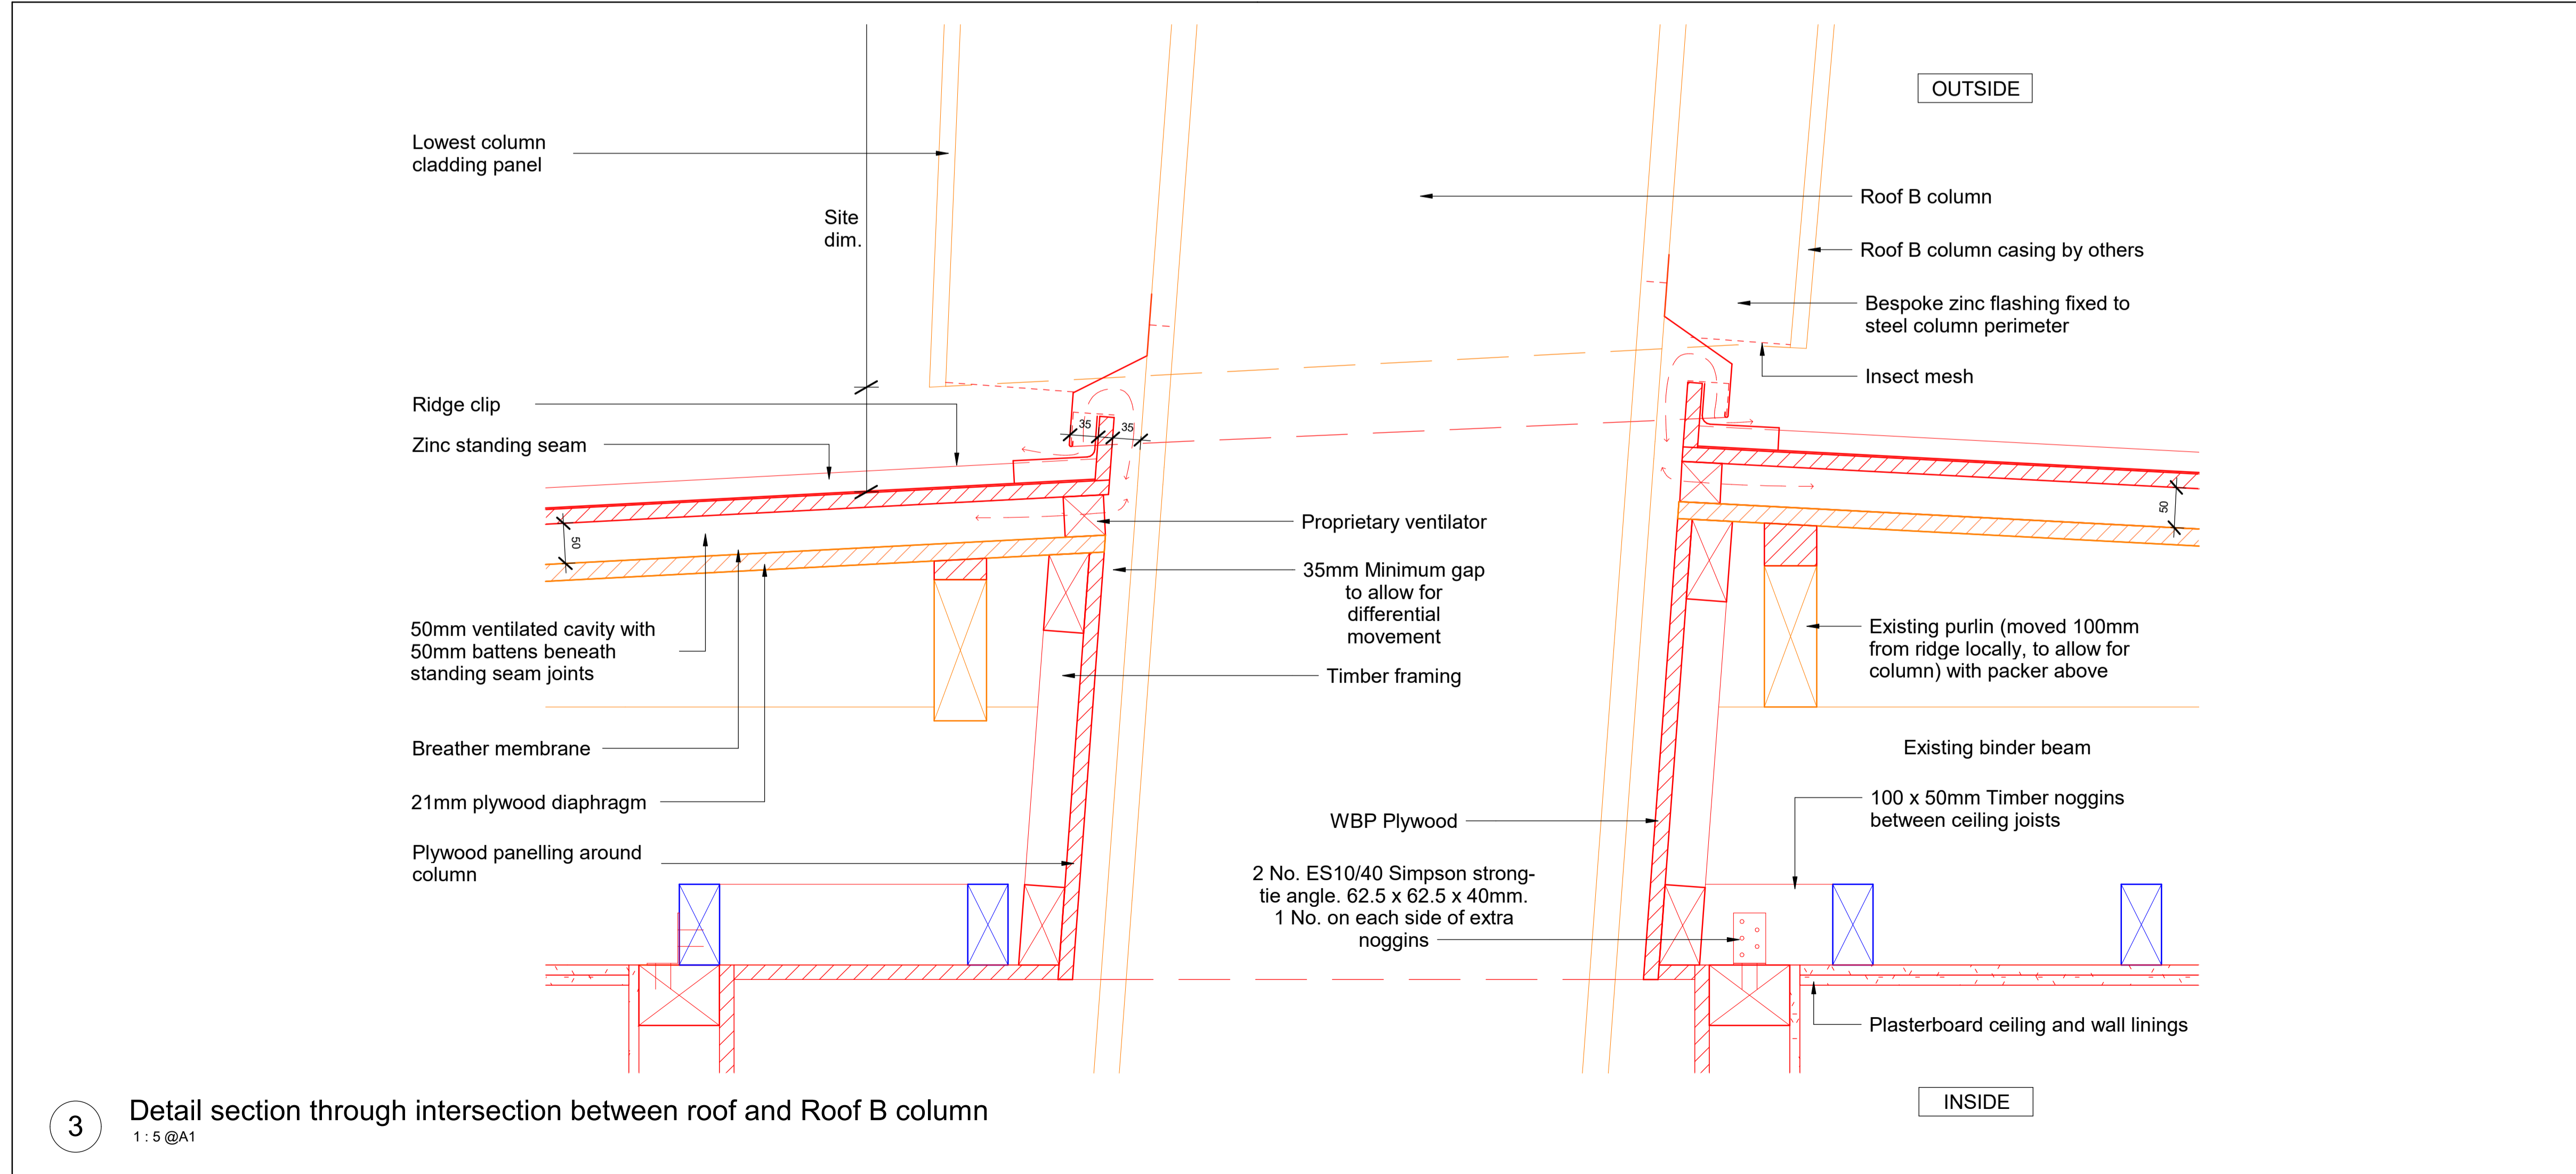 OUTSIDE
Lowest column
cladding panel
Site
dim.
Roof B column
Roof B column casing by others
Bespoke zinc flashing fixed to
steel column perimeter
Insect mesh
Ridge clip
Zinc standing seam
35
35
50
50
Proprietary ventilator
35mm Minimum gap
to allow for
differential
movement
50mm ventilated cavity with
50mm battens beneath
standing seam joints
Existing purlin (moved 100mm
from ridge locally, to allow for
column) with packer above
Timber framing
Breather membrane
Existing binder beam
21mm plywood diaphragm
100 x 50mm Timber noggins
between ceiling joists
WBP Plywood
Plywood panelling around
column
2 No. ES10/40 Simpson strong-
tie angle. 62.5 x 62.5 x 40mm.
1 No. on each side of extra
noggins
Plasterboard ceiling and wall linings
INSIDE
3
Detail section through intersection between roof and Roof B column
1 : 5 @A1